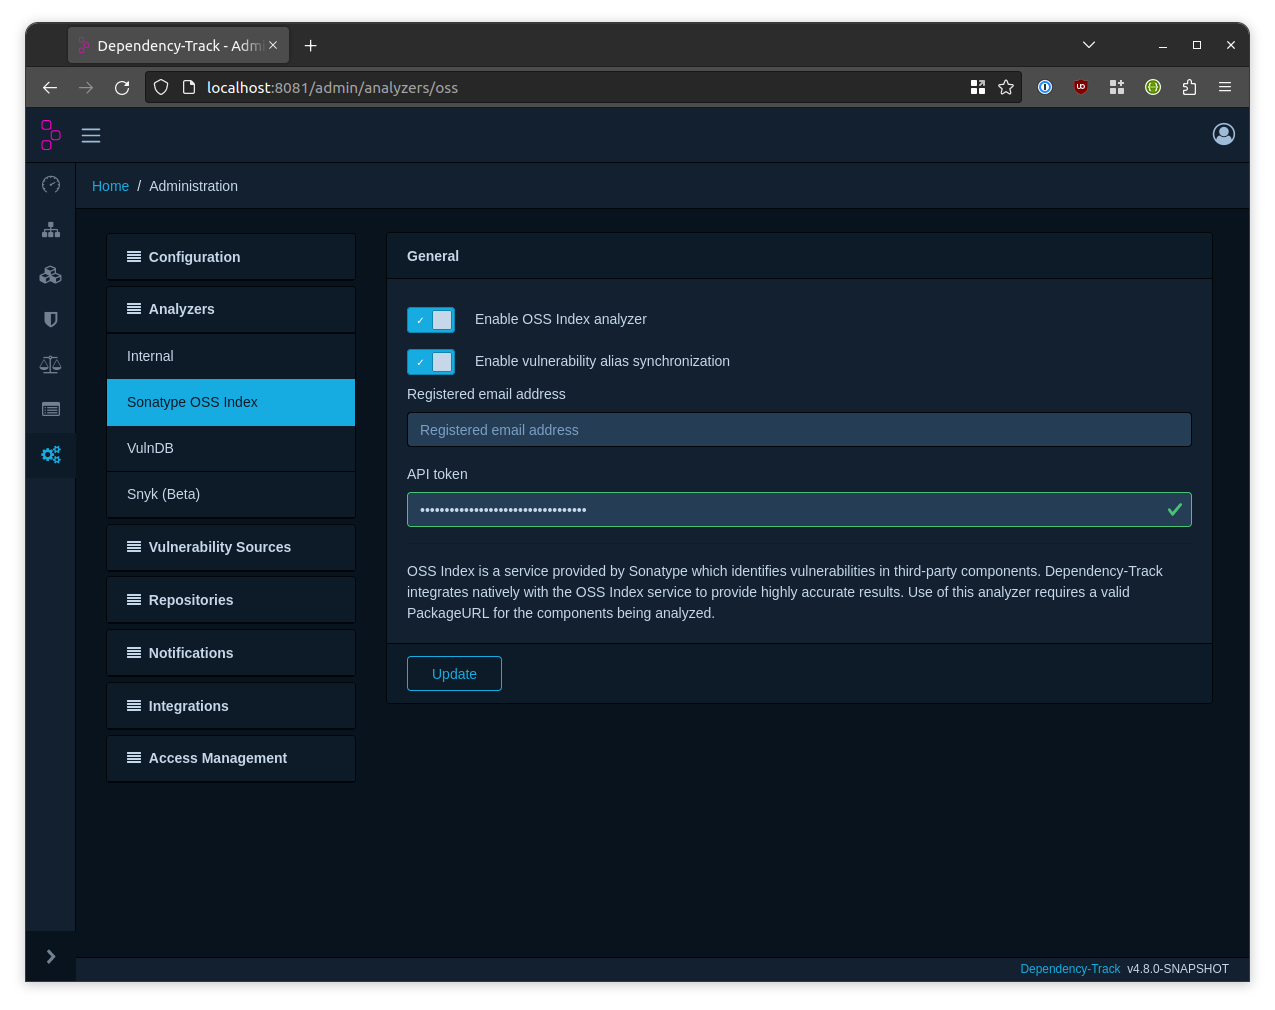 Dependency-Track - Admi
localhost:8081/admin/analyzers/oss
Home / Administration
Configuration
Analyzers
Internal
Sonatype OSS Index
VulnDB
Snyk (Beta)
Vulnerability Sources
Repositories
Notifications
Integrations
Access Management
General
Enable OSS Index analyzer
Enable vulnerability alias synchronization
Registered email address
Registered email address
API token
••••••••••••••••••••••••••••••••••
OSS Index is a service provided by Sonatype which identifies vulnerabilities in third-party components. Dependency-Track
integrates natively with the OSS Index service to provide highly accurate results. Use of this analyzer requires a valid
PackageURL for the components being analyzed.
Update
Dependency-Track v4.8.0-SNAPSHOT